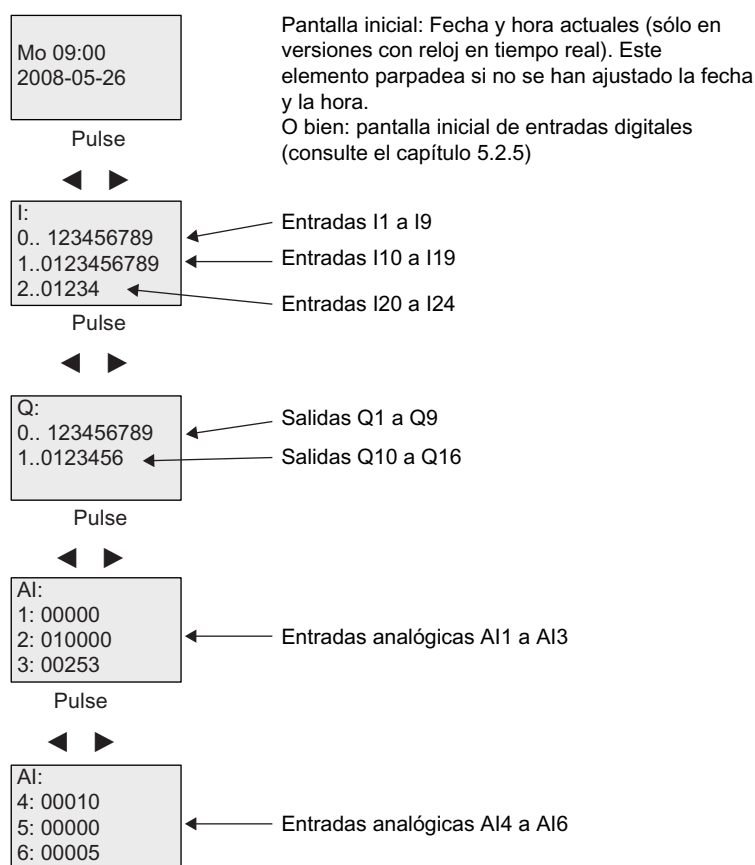 Mo 09:00
2008-05-26
Pantalla inicial: Fecha y hora actuales (sólo en
versiones con reloj en tiempo real). Este
elemento parpadea si no se han ajustado la fecha
y la hora.
O bien: pantalla inicial de entradas digitales
(consulte el capítulo 5.2.5)
Pulse
I:
0.. 123456789
1..0123456789
2..01234
Entradas I1 a I9
Entradas I10 a I19
Entradas I20 a I24
Pulse
Q:
0.. 123456789
1..0123456
Salidas Q1 a Q9
Salidas Q10 a Q16
Pulse
AI:
1: 00000
2: 010000
3: 00253
Entradas analógicas AI1 a AI3
Pulse
AI:
4: 00010
5: 00000
6: 00005
Entradas analógicas AI4 a AI6